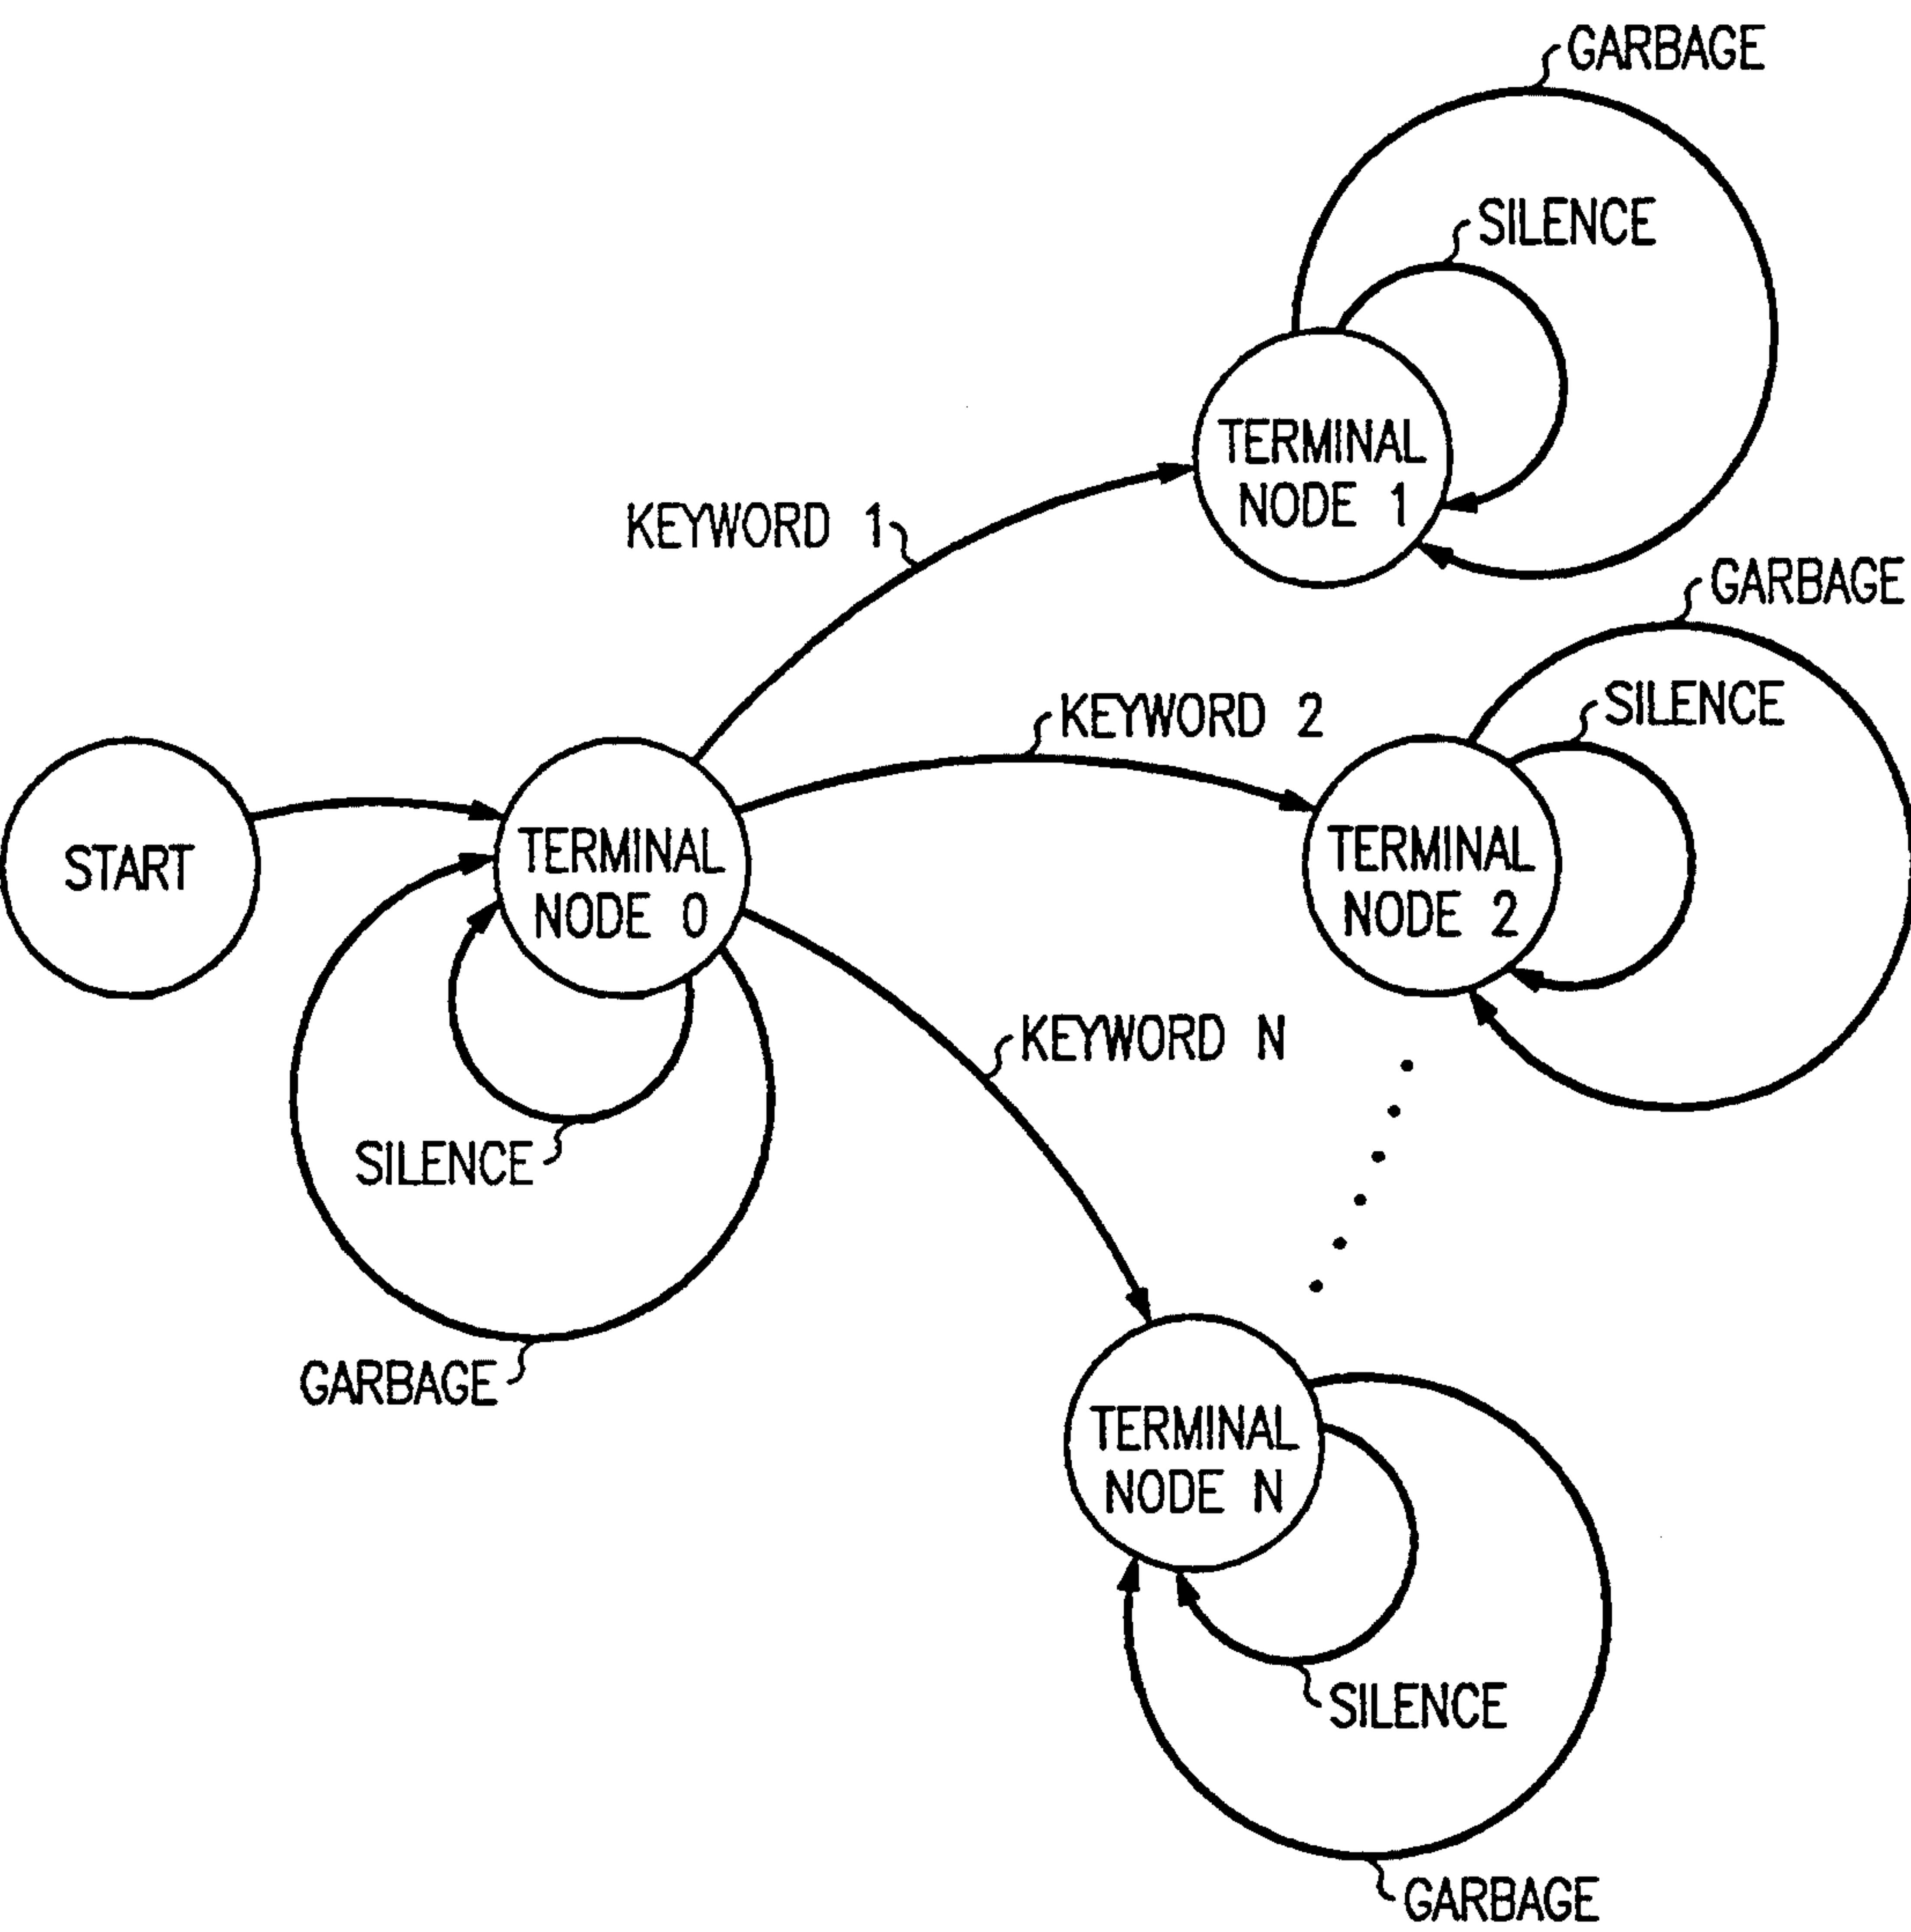 GARBAGE
SILENCE
TERMINAL
NODE 1
KEYWORD 1
GARBAGE
SILENCE
KEYWORD 2
START
TERMINAL
NODE 0
TERMINAL
NODE 2
KEYWORD N
SILENCE
GARBAGE
TERMINAL
NODE N
SILENCE
GARBAGE